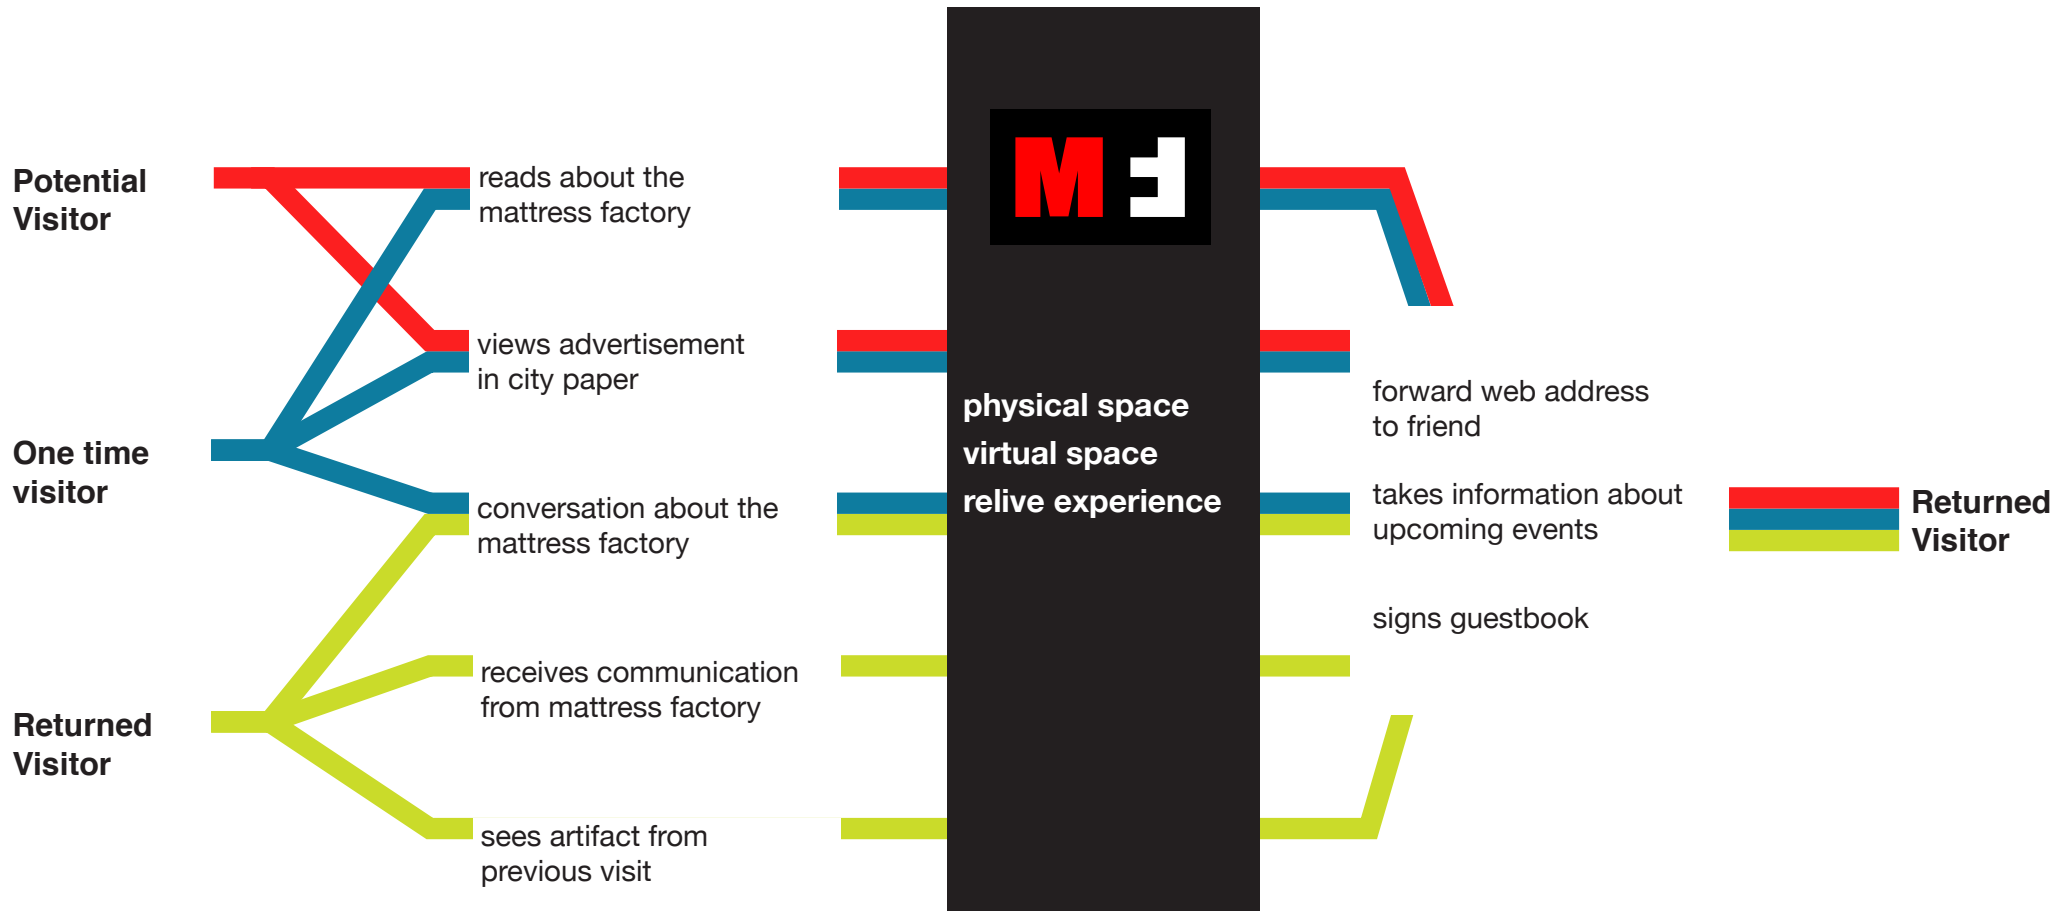 Potential
Visitor
One time
visitor
Returned
Visitor
reads about the
mattress factory
views advertisement
in city paper
conversation about the
mattress factory
receives communication
from mattress factory
sees artifact from
previous visit
MF
physical space
virtual space
relive experience
forward web address
to friend
takes information about
upcoming events
signs guestbook
Returned
Visitor